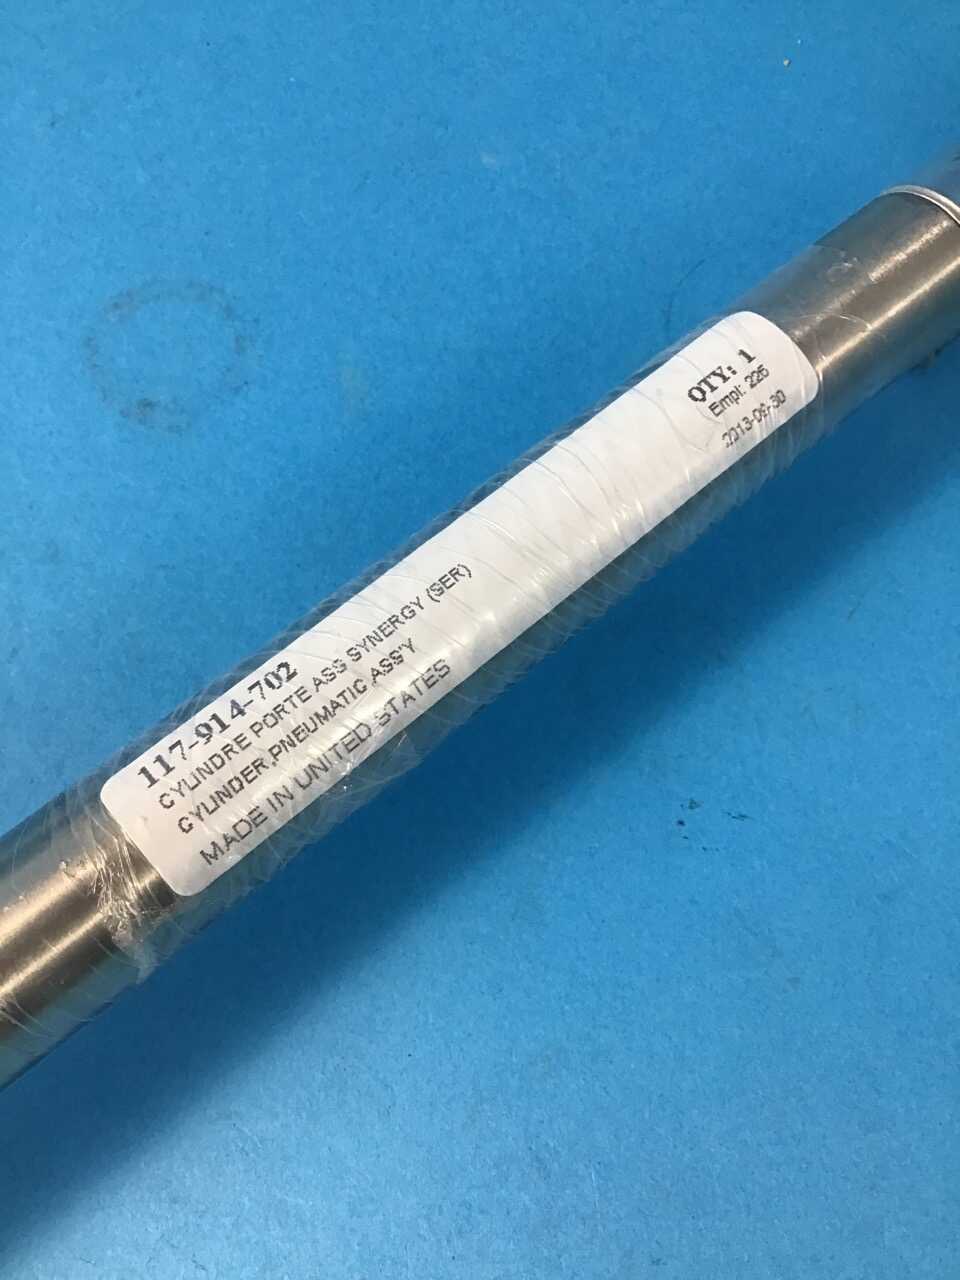 117-914-702
CYLINDRE PORTE ASS SYNERGY (SER)
CYLINDER,PNEUMATIC ASS'Y
MADE IN UNITED STATES
QTY: 1
Empl: 226
2013-09-30